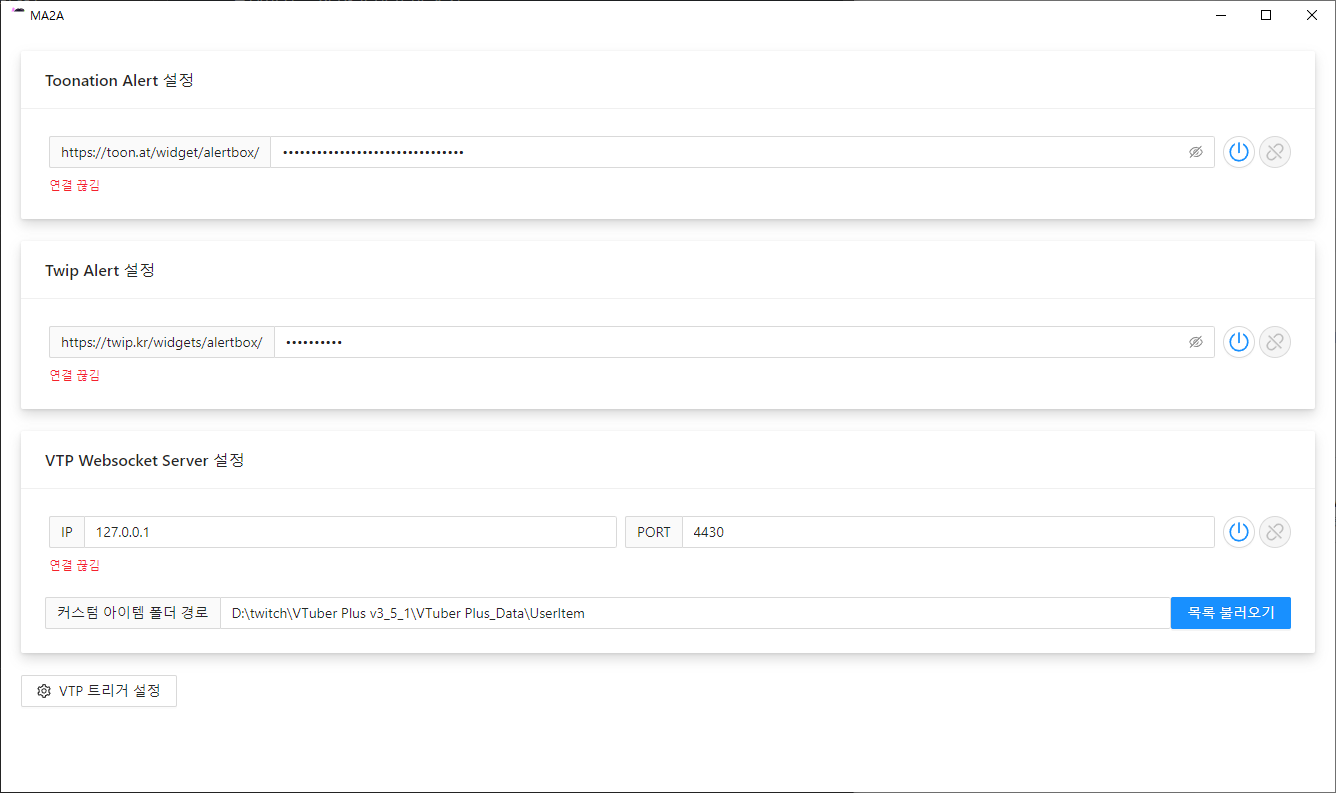 MA2A
Toonation Alert 설정
https://toon.at/widget/alertbox/ ••••••••••••••••••••••••••••••••
연결 끊김
Twip Alert 설정
https://twip.kr/widgets/alertbox/ ••••••••••
연결 끊김
VTP Websocket Server 설정
IP 127.0.0.1 PORT 4430
연결 끊김
커스텀 아이템 폴더 경로 D:\twitch\VTuber Plus v3_5_1\VTuber Plus_Data\UserItem 목록 불러오기
VTP 트리거 설정